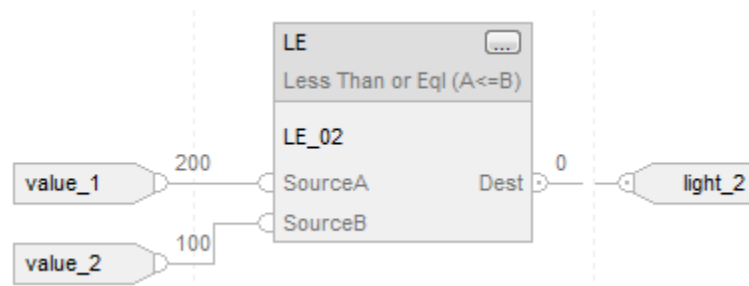 LE
...
Less Than or Eql (A<=B)
LE_02
value_1
200
SourceA
Dest
0
light_2
value_2
100
SourceB